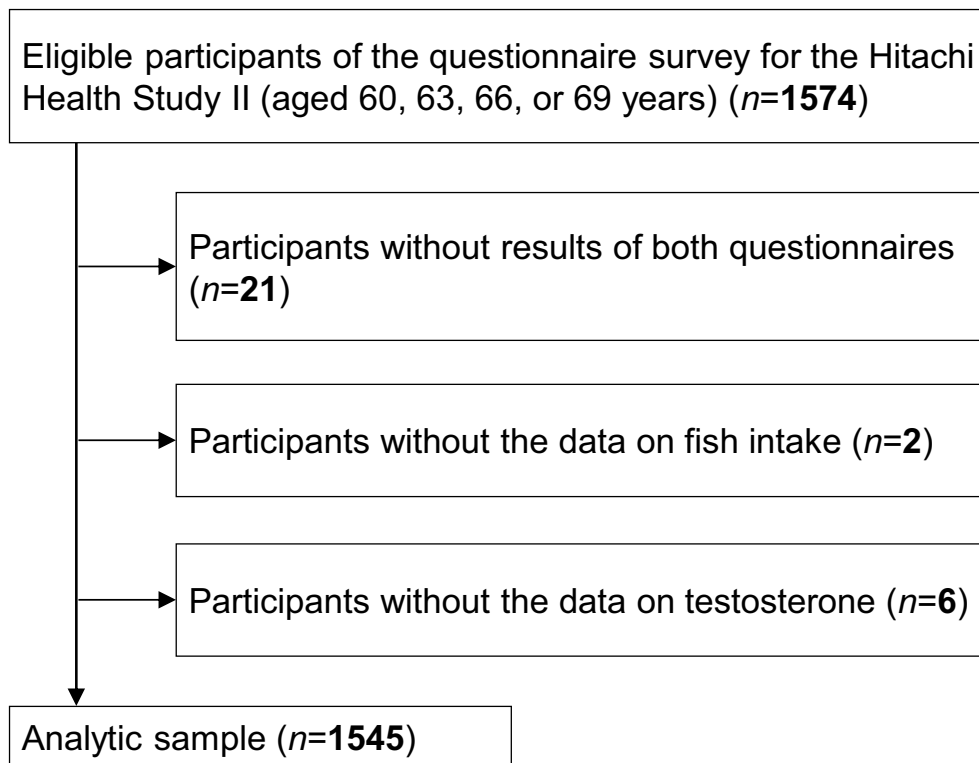 Eligible participants of the questionnaire survey for the Hitachi
Health Study II (aged 60, 63, 66, or 69 years) (n=1574)
Participants without results of both questionnaires
(n=21)
Participants without the data on fish intake (n=2)
Participants without the data on testosterone (n=6)
Analytic sample (n=1545)